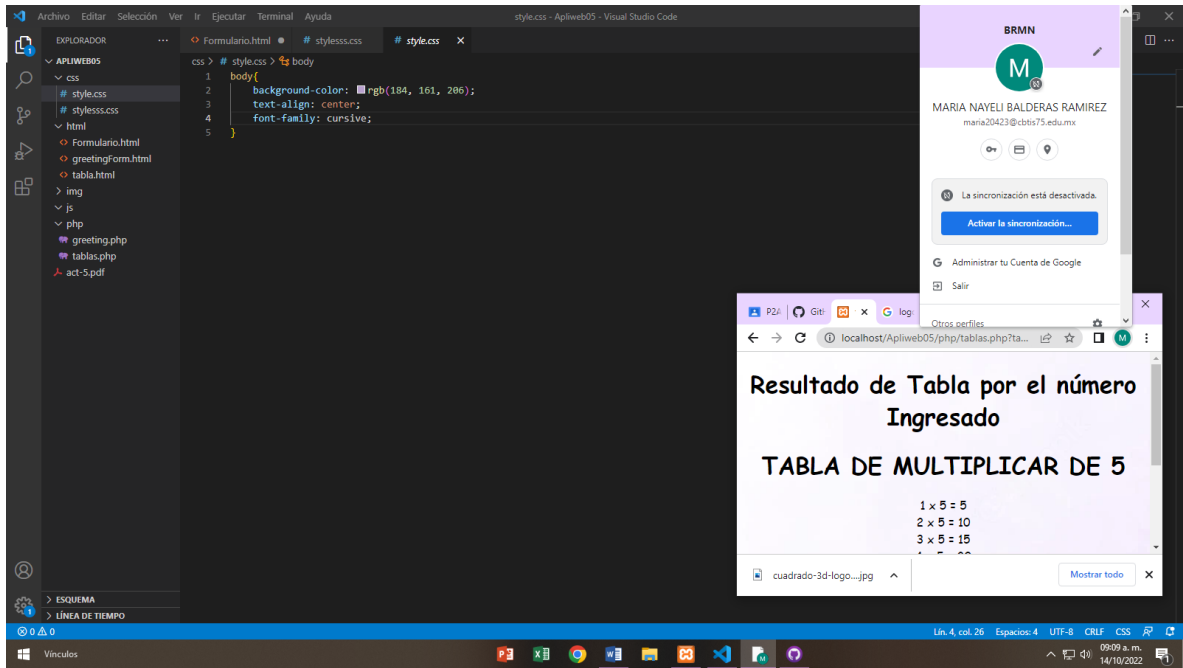 Archivo Editar Selección Ver Ir Ejecutar Terminal Ayuda
style.css - Apliweb05 - Visual Studio Code
EXPLORADOR ...
APLIWEB05
css
# style.css
# stylesss.css
html
Formulario.html
greetingForm.html
tabla.html
img
js
php
greeting.php
tablas.php
act-5.pdf
ESQUEMA
LÍNEA DE TIEMPO
Formulario.html # stylesss.css # style.css
css > # style.css > body
1 body{
2 background-color: rgb(184, 161, 206);
3 text-align: center;
4 font-family: cursive;
5 }
BRMN
M
MARIA NAYELI BALDERAS RAMIREZ
maria20423@cbtis75.edu.mx
La sincronización está desactivada.
Activar la sincronización...
G Administrar tu Cuenta de Google
Salir
Otros perfiles
P2A Git G log
localhost/Apliweb05/php/tablas.php?ta... M
Resultado de Tabla por el número
Ingresado
TABLA DE MULTIPLICAR DE 5
1 x 5 = 5
2 x 5 = 10
3 x 5 = 15
cuadrado-3d-logo....jpg
Mostrar todo
0 0
Lín. 4, col. 26 Espacios: 4 UTF-8 CRLF CSS
Vínculos
09:09 a. m.
14/10/2022